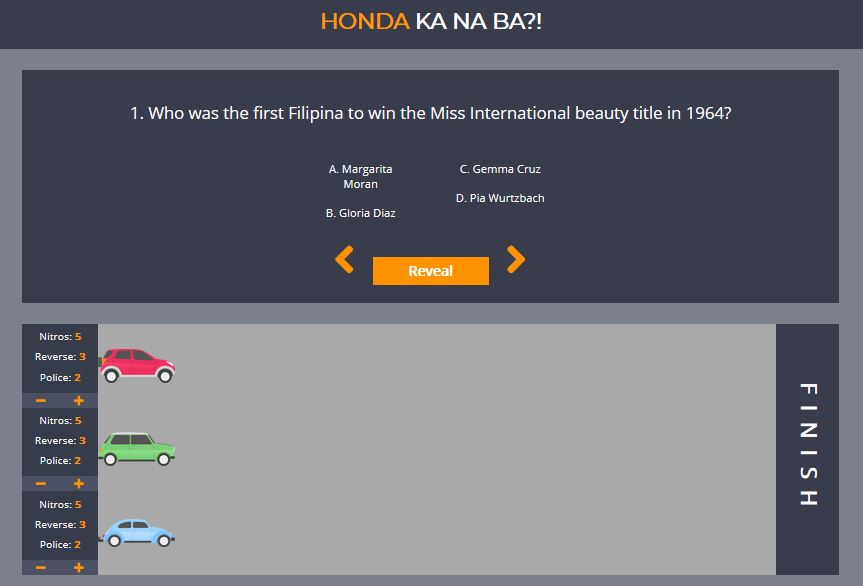 HONDA KA NA BA?!
1. Who was the first Filipina to win the Miss International beauty title in 1964?
A. Margarita
Moran
B. Gloria Diaz
C. Gemma Cruz
D. Pia Wurtzbach
Reveal
Nitros: 5
Reverse: 3
Police: 2
− +
Nitros: 5
Reverse: 3
Police: 2
− +
Nitros: 5
Reverse: 3
Police: 2
− +
FINISH